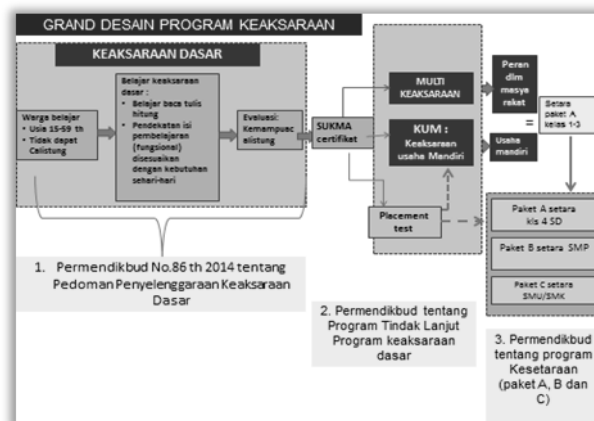 GRAND DESAIN PROGRAM KEAKSARAAN
KEAKSARAAN DASAR
Warga belajar
• Usia 15-59 th
• Tidak dapat
Calistung
Belajar keaksaraan
dasar :
• Belajar baca tulis
hitung
• Pendekatan isi
pembelajaran
(fungsional)
disesuaikan
dengan kebutuhan
sehari-hari
Evaluasi:
Kemampuac
alistung
SUKMA
certifikat
MULTI
KEAKSARAAN
KUM :
Keaksaraan
usaha Mandiri
Placement
test
Peran
dlm
masya
rakat
=
Usaha
mandiri
Setara
paket A
kelas 1-3
Paket A setara
kls 4 SD
Paket B setara SMP
Paket C setara
SMU/SMK
1. Permendikbud No.86 th 2014 tentang
Pedoman Penyelenggaraan Keaksaraan
Dasar
2. Permendikbud tentang
Program Tindak Lanjut
Program keaksaraan
dasar
3. Permendikbud
tentang program
Kesetaraan
(paket A, B dan
C)